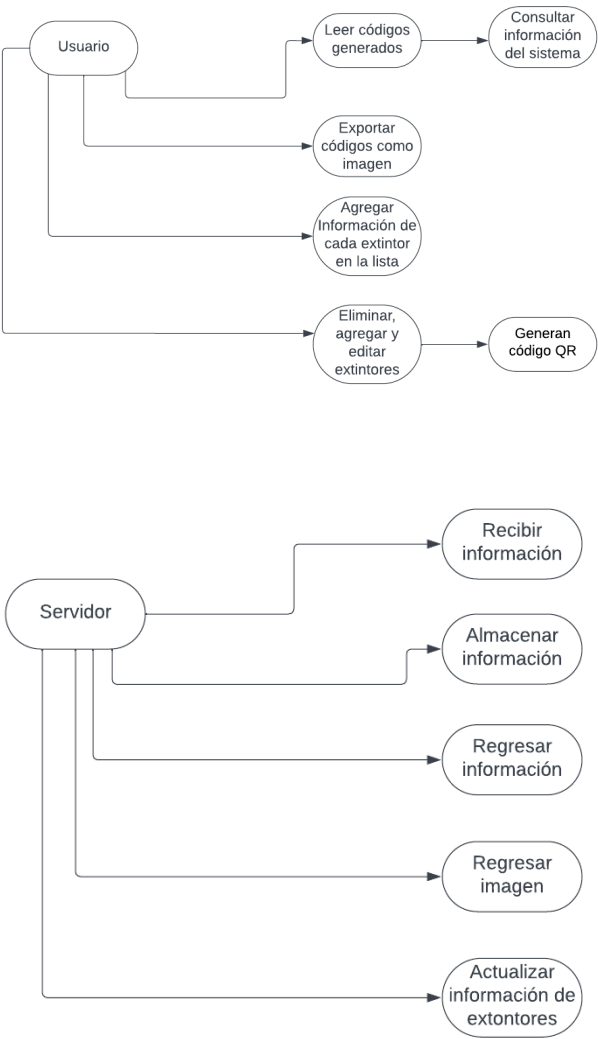 Usuario
Leer códigos
generados
Consultar
información
del sistema
Exportar
códigos como
imagen
Agregar
Información de
cada extintor
en la lista
Eliminar,
agregar y
editar
extintores
Generan
código QR
Servidor
Recibir
información
Almacenar
información
Regresar
información
Regresar
imagen
Actualizar
información de
extontores